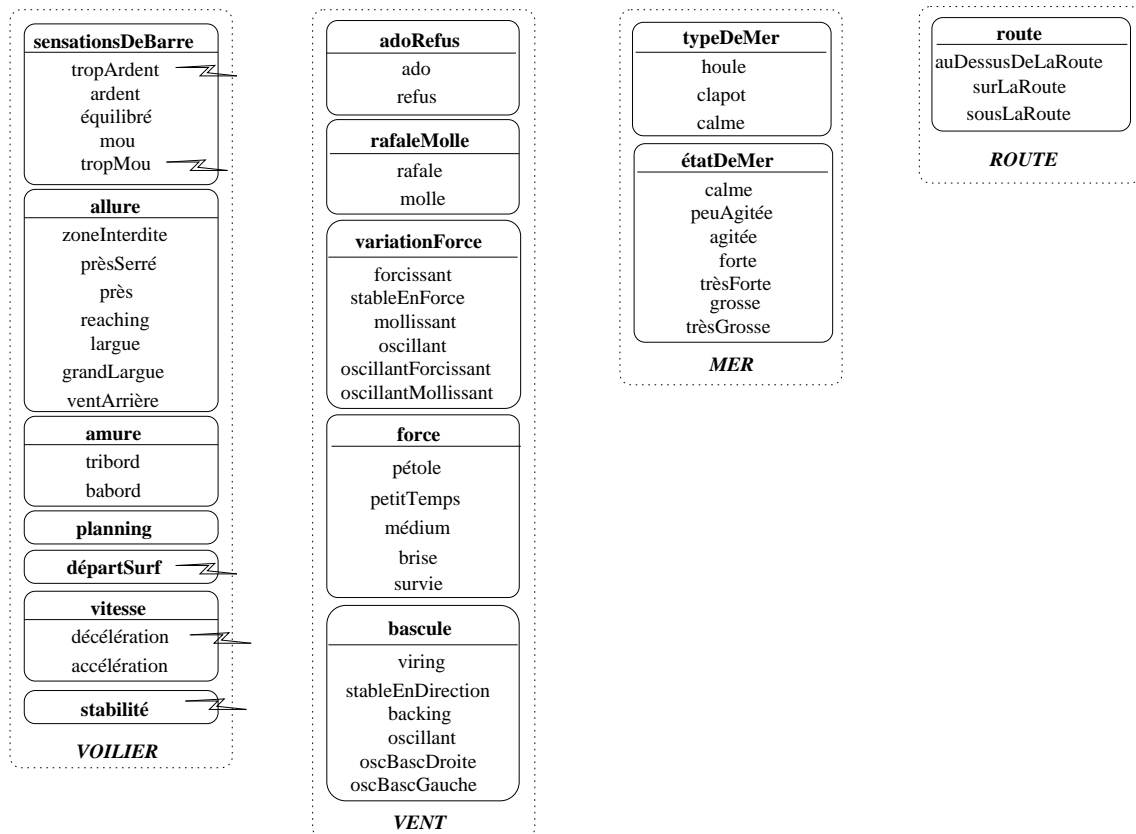 sensationsDeBarre
tropArdent
ardent
équilibré
mou
tropMou
allure
zoneInterdite
prèsSerré
près
reaching
largue
grandLargue
ventArrière
amure
tribord
babord
planning
départSurf
vitesse
décélération
accélération
stabilité
VOILIER
adoRefus
ado
refus
rafaleMolle
rafale
molle
variationForce
forcissant
stableEnForce
mollissant
oscillant
oscillantForcissant
oscillantMollissant
force
pétole
petitTemps
médium
brise
survie
bascule
viring
stableEnDirection
backing
oscillant
oscBascDroite
oscBascGauche
VENT
typeDeMer
houle
clapot
calme
étatDeMer
calme
peuAgitée
agitée
forte
trèsForte
grosse
trèsGrosse
MER
route
auDessusDeLaRoute
surLaRoute
sousLaRoute
ROUTE